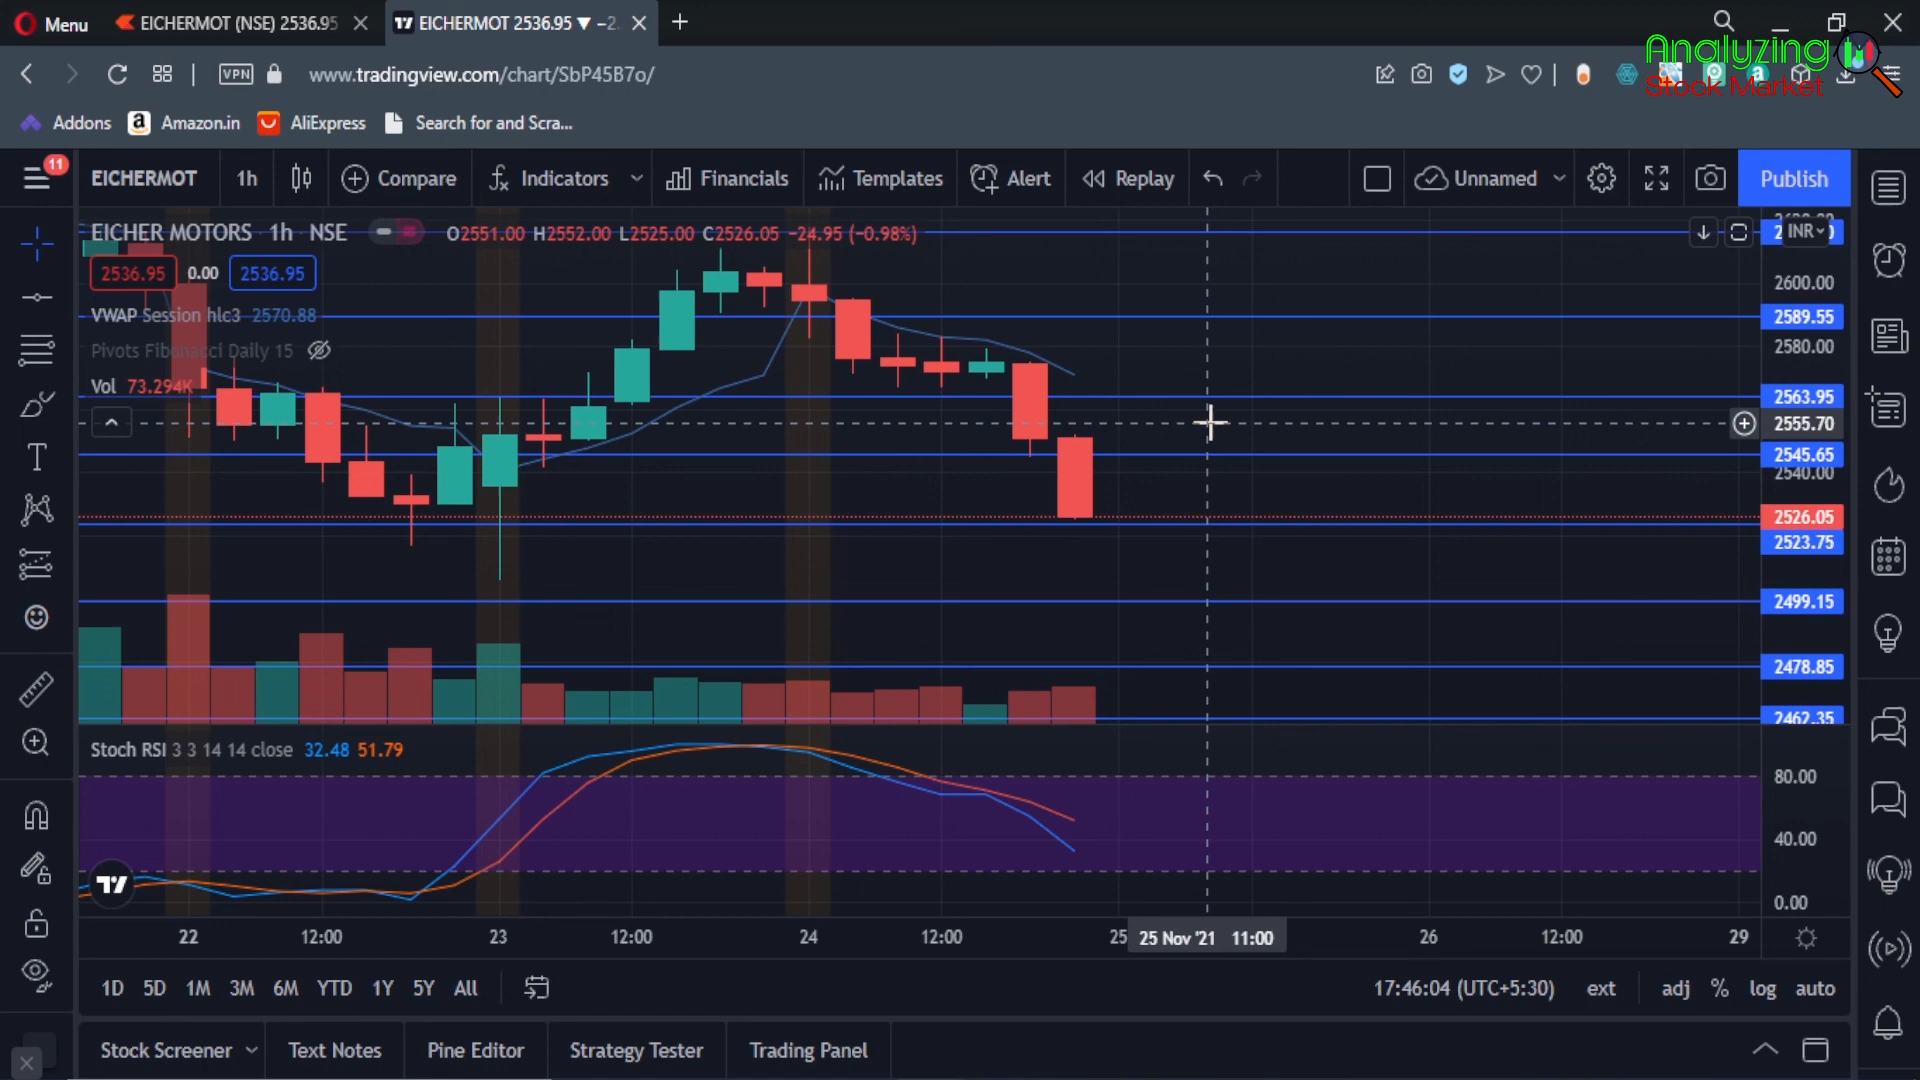 Menu
EICHERMOT (NSE) 2536.95
EICHERMOT 2536.95 ▼ −2.
Analyzing
Stock Market
VPN
www.tradingview.com/chart/SbP45B7o/
Addons
Amazon.in
AliExpress
Search for and Scra...
11
EICHERMOT
1h
Compare
Indicators
Financials
Templates
Alert
Replay
Unnamed
Publish
EICHER MOTORS 1h NSE
O2551.00 H2552.00 L2525.00 C2526.05 −24.95 (−0.98%)
INR
2536.95 0.00 2536.95
2600.00
VWAP Session hlc3 2570.88
2589.55
Pivots Fibonacci Daily 15
2580.00
Vol 73.294K
2563.95
2555.70
2545.65
2540.00
2526.05
2523.75
2499.15
2478.85
2462.35
Stoch RSI 3 3 14 14 close 32.48 51.79
80.00
40.00
0.00
22 12:00 23 12:00 24 12:00 25 25 Nov '21 11:00 26 12:00 29
1D 5D 1M 3M 6M YTD 1Y 5Y All
17:46:04 (UTC+5:30) ext adj % log auto
Stock Screener
Text Notes
Pine Editor
Strategy Tester
Trading Panel